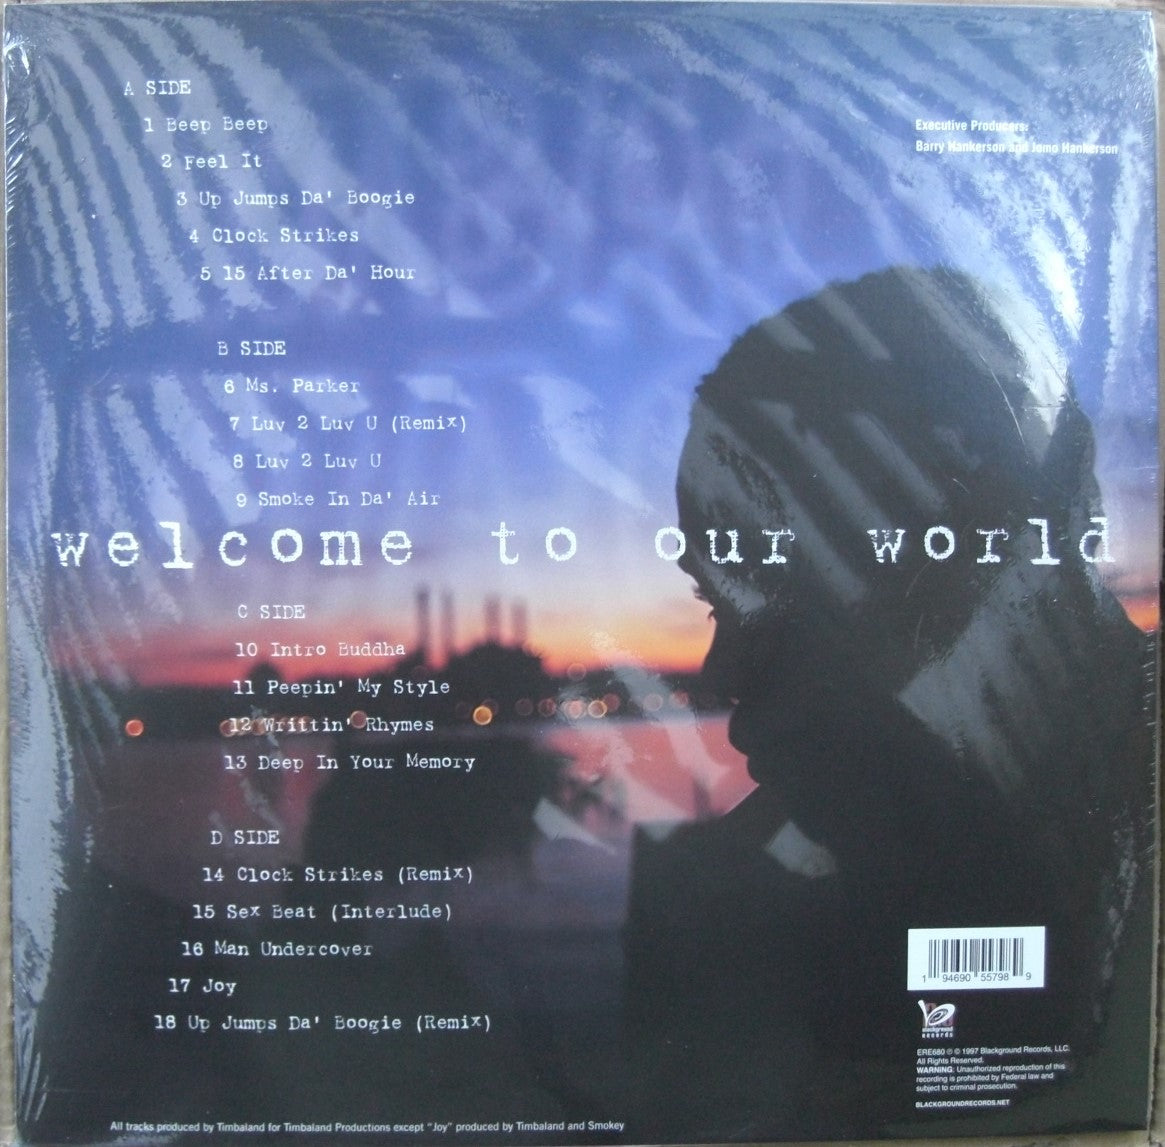 A SIDE
1 Beep Beep
2 Feel It
3 Up Jumps Da' Boogie
4 Clock Strikes
5 15 After Da' Hour
Executive Producers:
Barry Hankerson and Jomo Hankerson
B SIDE
6 Ms. Parker
7 Luv 2 Luv U (Remix)
8 Luv 2 Luv U
9 Smoke In Da' Air
welcome to our world
C SIDE
10 Intro Buddha
11 Peepin' My Style
12 Writtin' Rhymes
13 Deep In Your Memory
D SIDE
14 Clock Strikes (Remix)
15 Sex Beat (Interlude)
16 Man Undercover
17 Joy
18 Up Jumps Da' Boogie (Remix)
1 94690 55798 9
blackground
records
ERE680 ℗ © 1997 Blackground Records, LLC.
All Rights Reserved.
WARNING: Unauthorized reproduction of this
recording is prohibited by Federal law and
subject to criminal prosecution.
BLACKGROUNDRECORDS.NET
All tracks produced by Timbaland for Timbaland Productions except "Joy" produced by Timbaland and Smokey